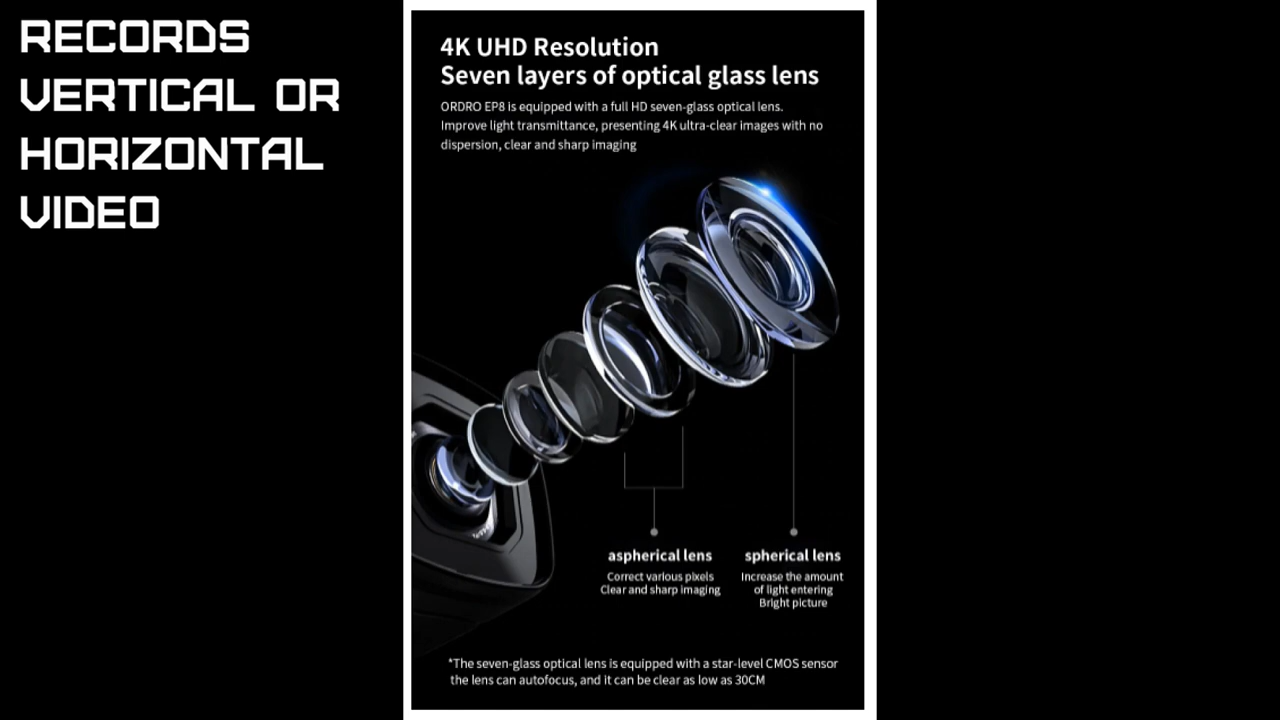 RECORDS
VERTICAL OR
HORIZONTAL
VIDEO
4K UHD Resolution
Seven layers of optical glass lens
ORDRO EP8 is equipped with a full HD seven-glass optical lens.
Improve light transmittance, presenting 4K ultra-clear images with no
dispersion, clear and sharp imaging
aspherical lens
Correct various pixels
Clear and sharp imaging
spherical lens
Increase the amount
of light entering
Bright picture
*The seven-glass optical lens is equipped with a star-level CMOS sensor
the lens can autofocus, and it can be clear as low as 30CM